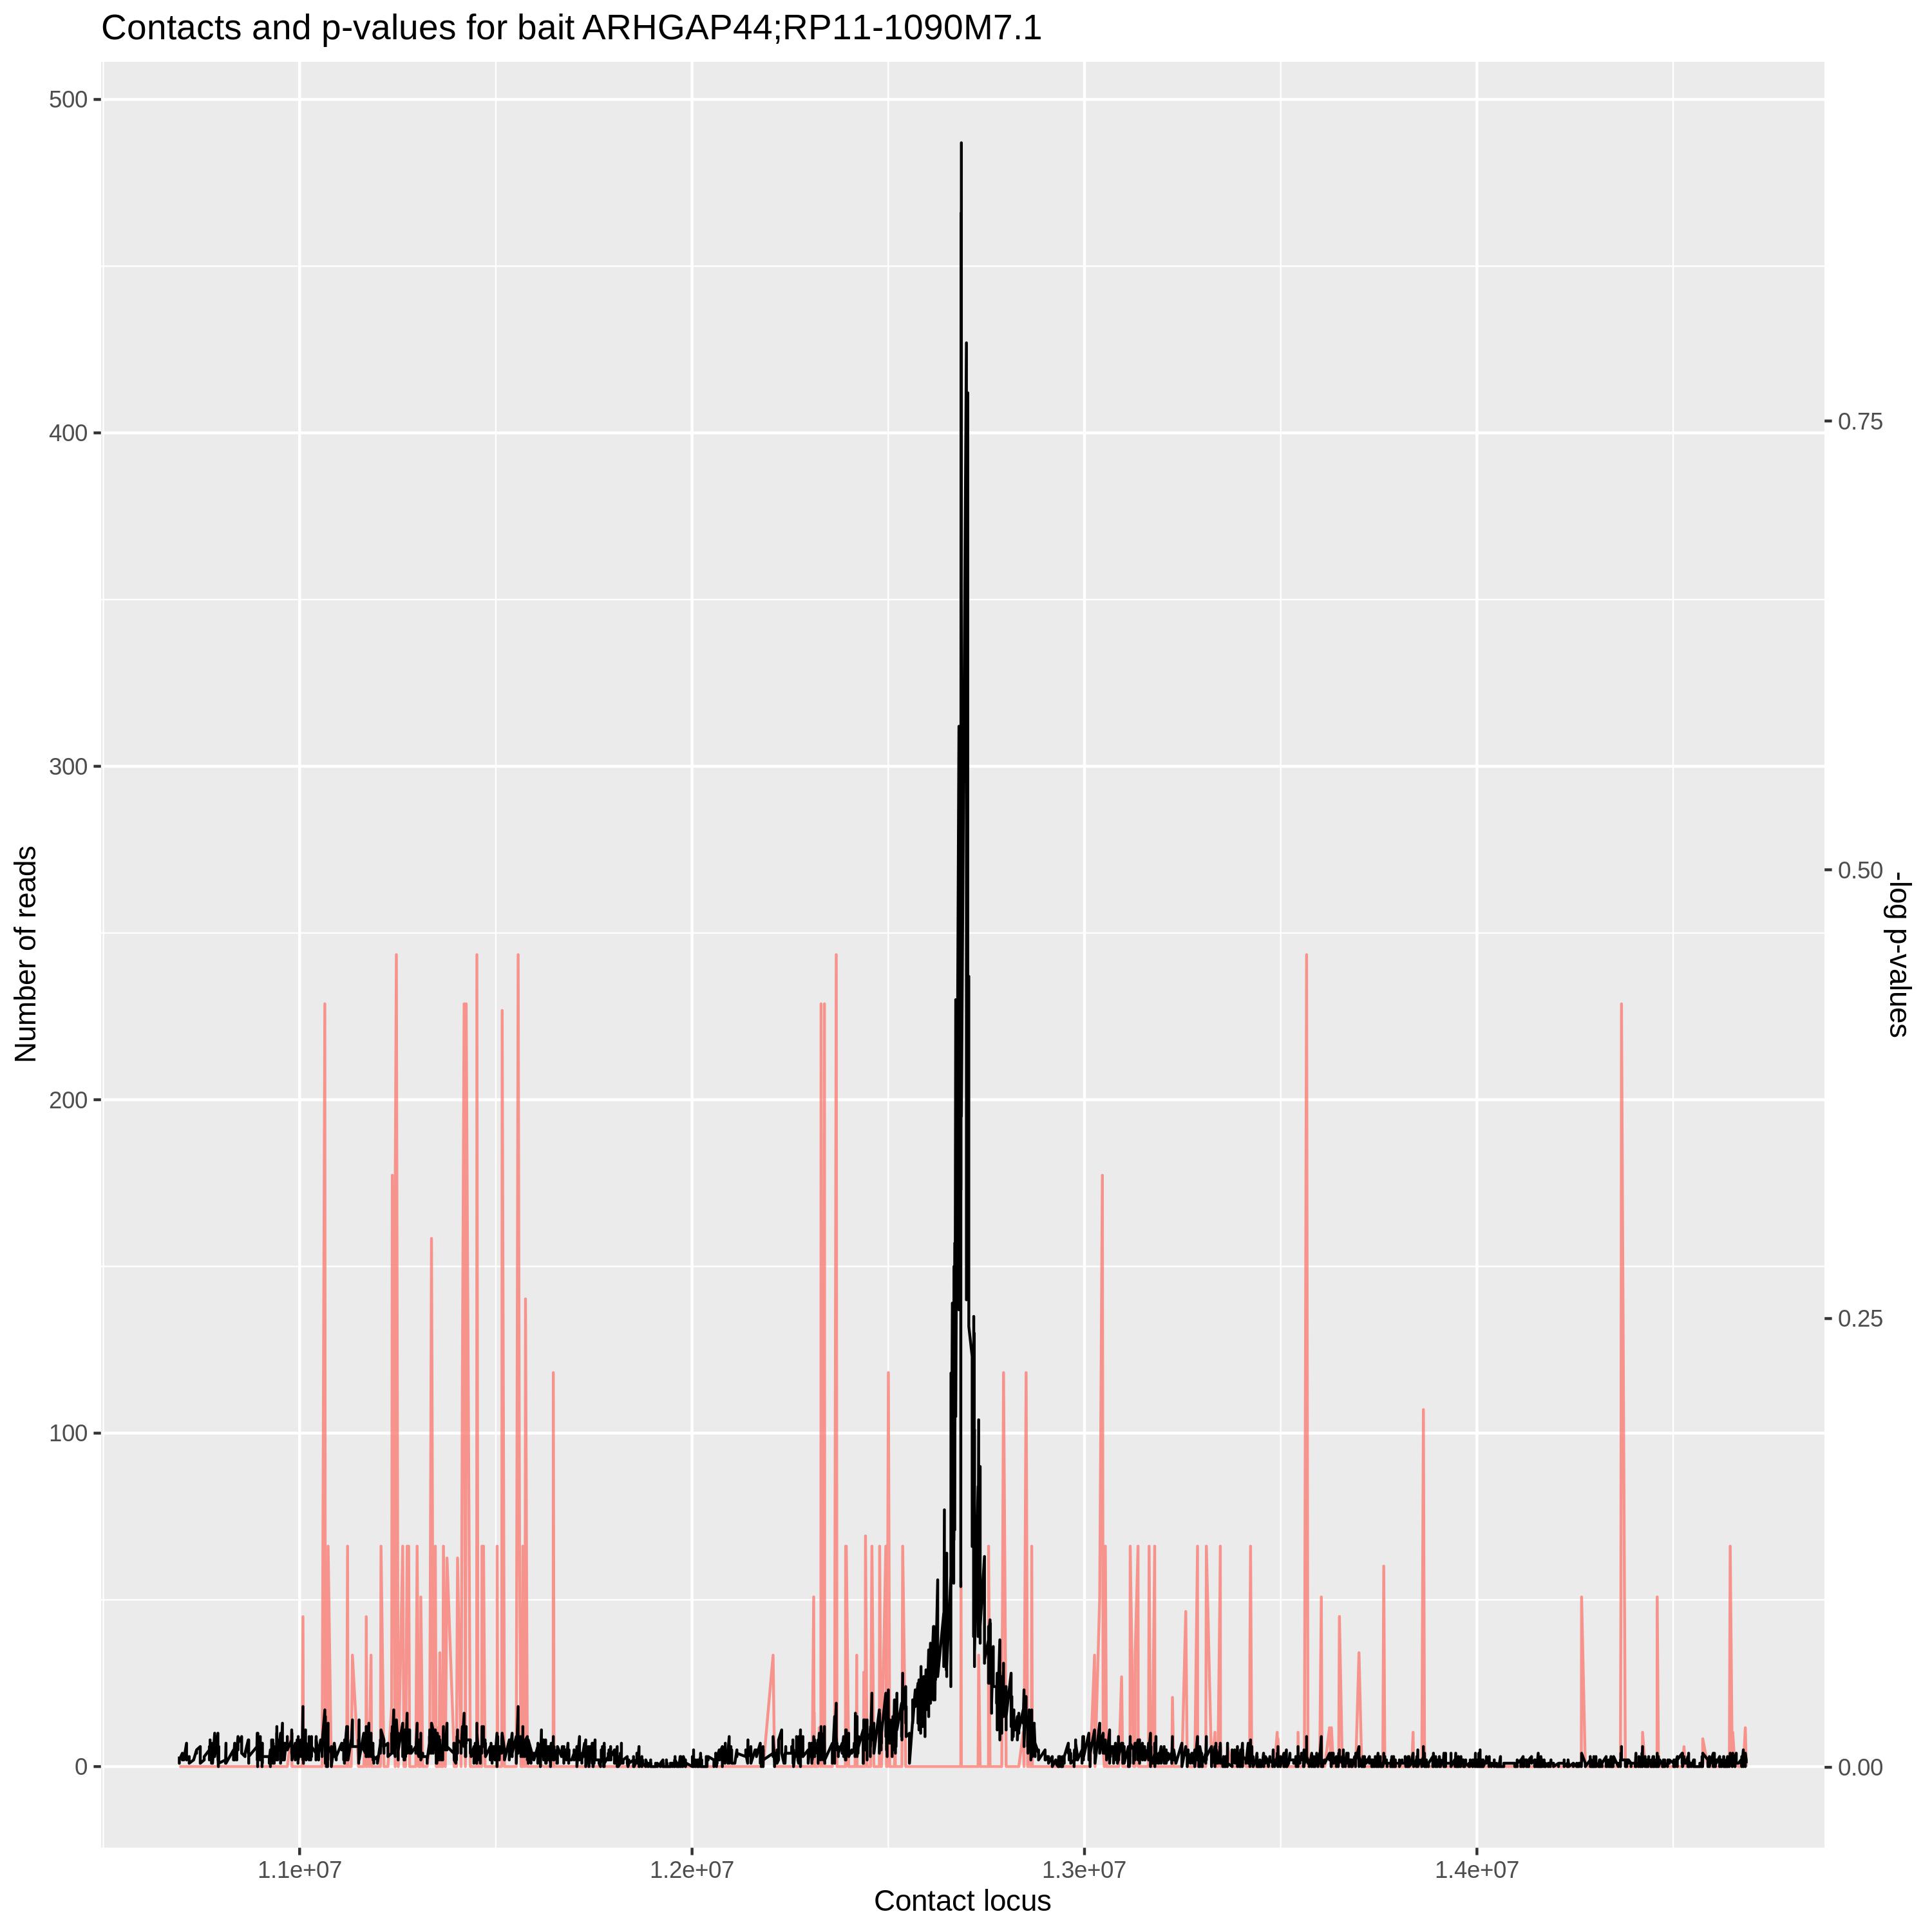 Contacts and p-values for bait ARHGAP44;RP11-1090M7.1
500
400
300
200
100
0
Number of reads
0.75
0.50
0.25
0.00
-log p-values
1.1e+07
1.2e+07
1.3e+07
1.4e+07
Contact locus